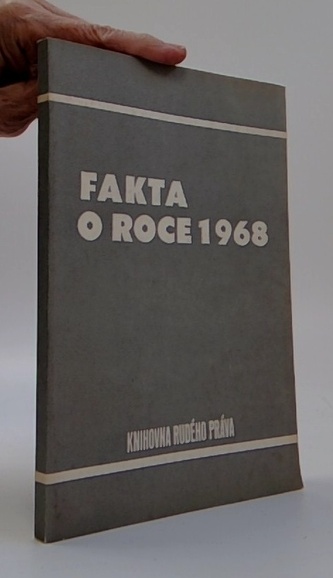 FAKTA
O ROCE 1968
KNIHOVNA RUDÉHO PRÁVA